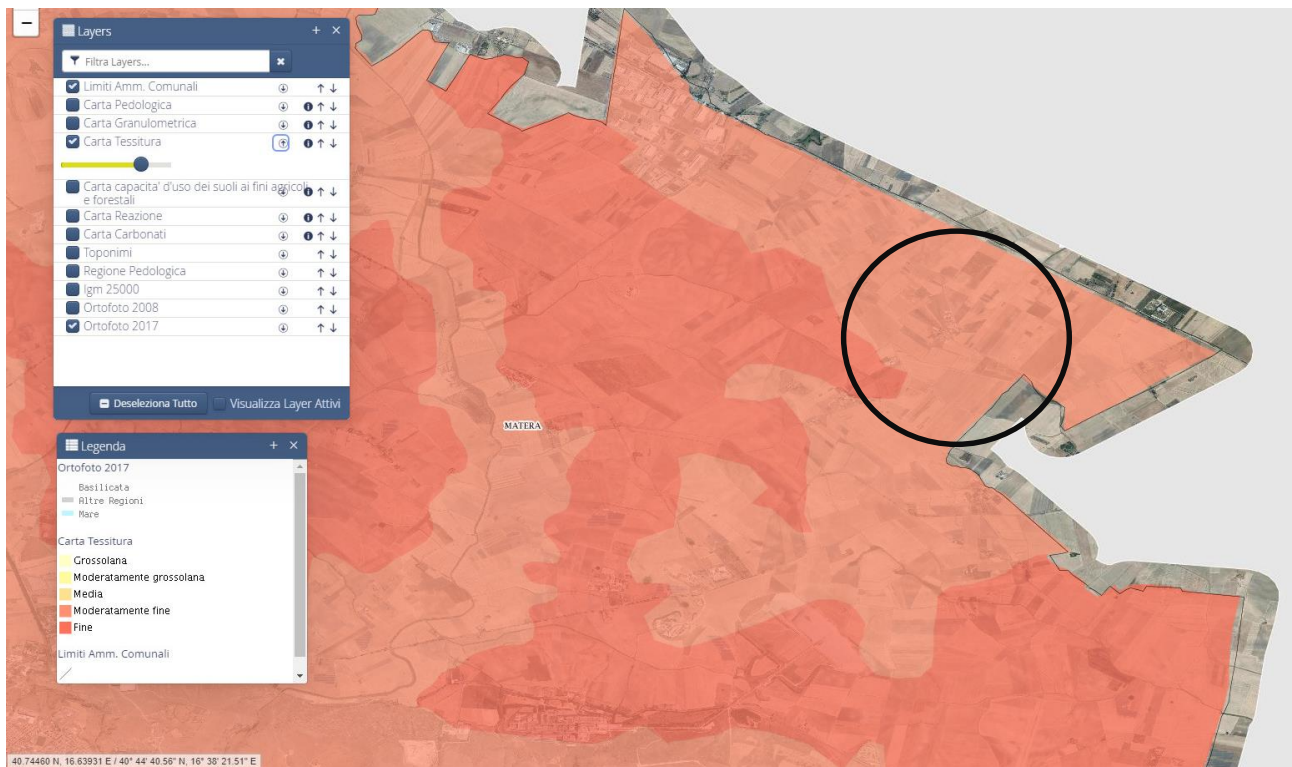 Layers
Filtra Layers...
Limiti Amm. Comunali
Carta Pedologica
Carta Granulometrica
Carta Tessitura
Carta capacita' d'uso dei suoli ai fini agricoli
e forestali
Carta Reazione
Carta Carbonati
Toponimi
Regione Pedologica
Igm 25000
Ortofoto 2008
Ortofoto 2017
Deseleziona Tutto Visualizza Layer Attivi
MATERA
Legenda
Ortofoto 2017
Basilicata
Altre Regioni
Mare
Carta Tessitura
Grossolana
Moderatamente grossolana
Media
Moderatamente fine
Fine
Limiti Amm. Comunali
40.74460 N, 16.63931 E / 40° 44' 40.56" N, 16° 38' 21.51" E